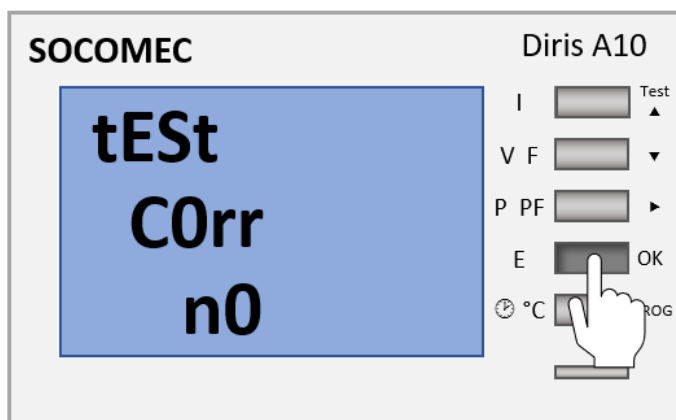 SOCOMEC
Diris A10
tESt
C0rr
n0
I
Test
V F
P PF
E OK
°C